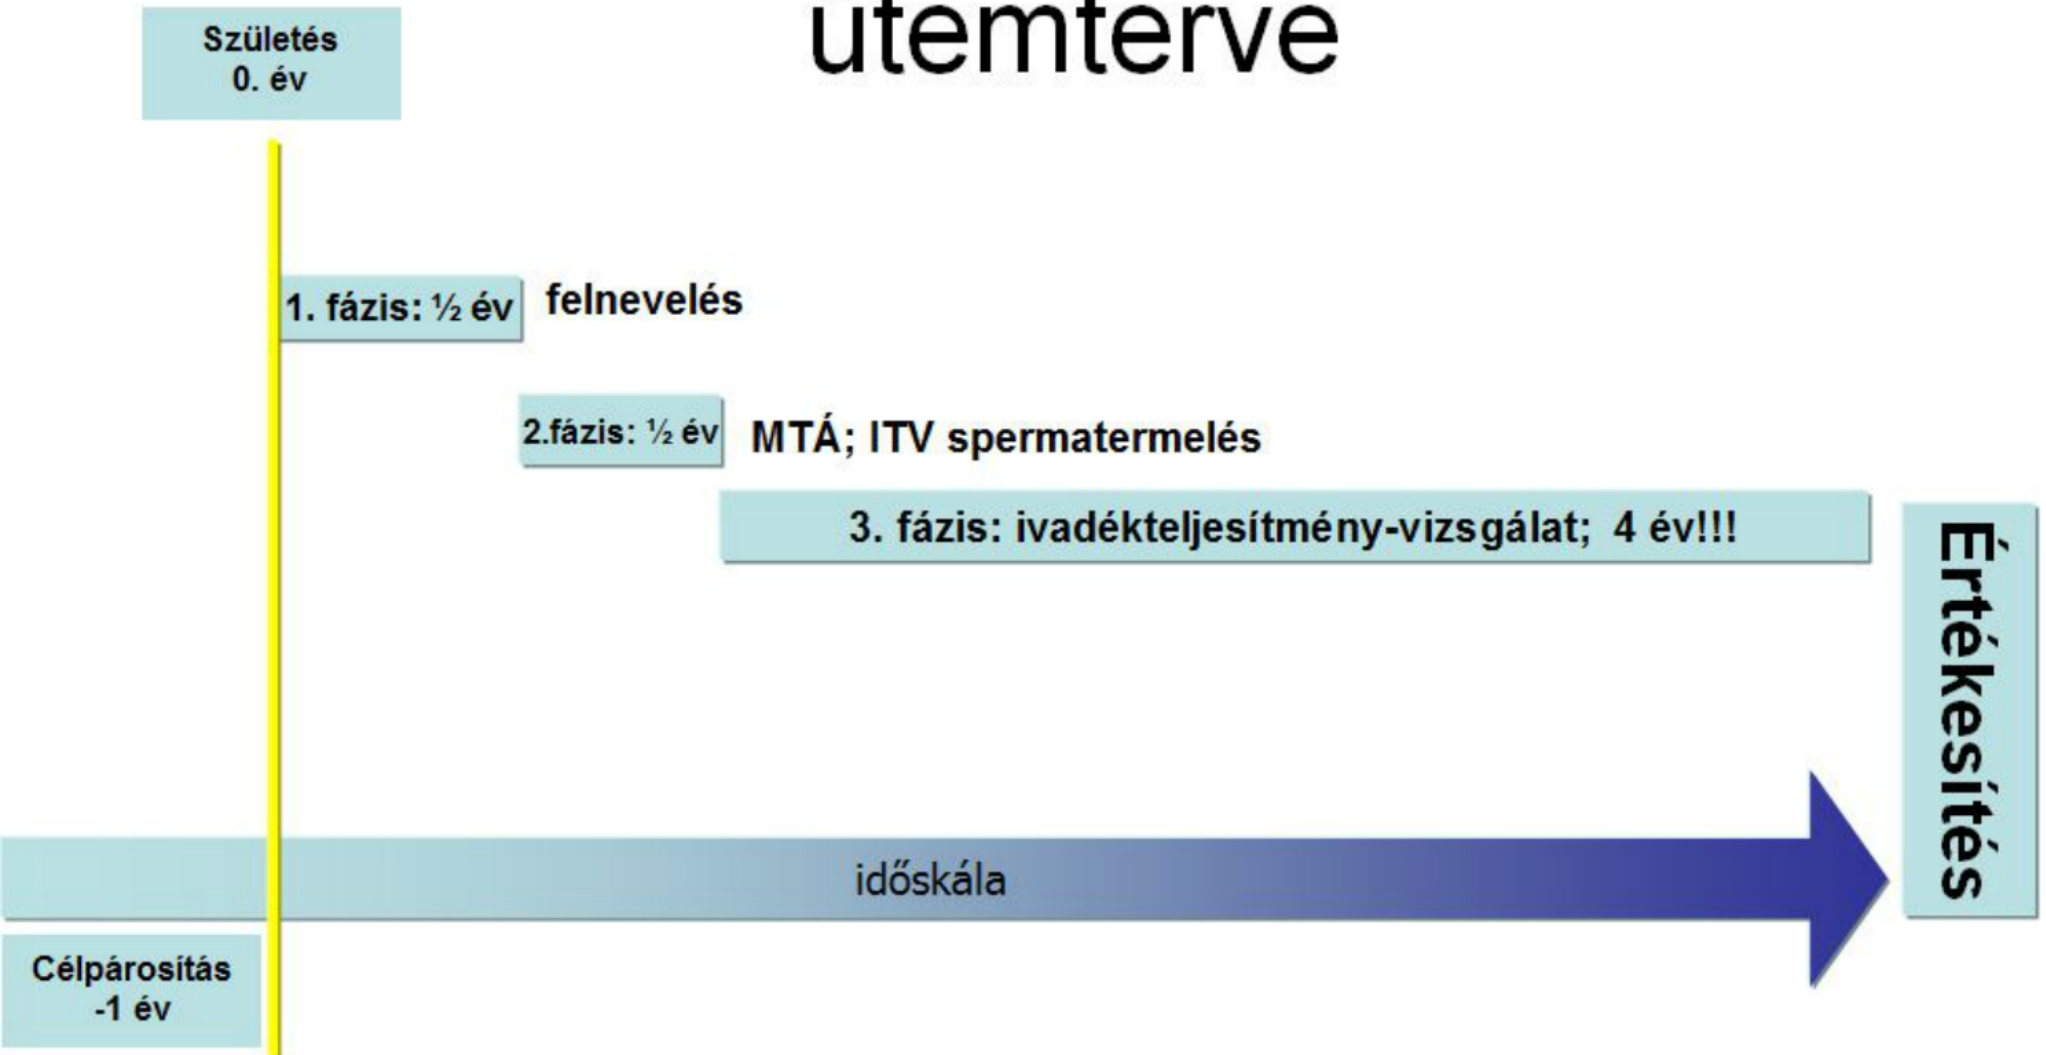 ütemterve
Születés
0. év
1. fázis: ½ év
felnevelés
2.fázis: ½ év
MTÁ; ITV spermatermelés
3. fázis: ivadékteljesítmény-vizsgálat; 4 év!!!
Értékesítés
időskála
Célpárosítás
-1 év